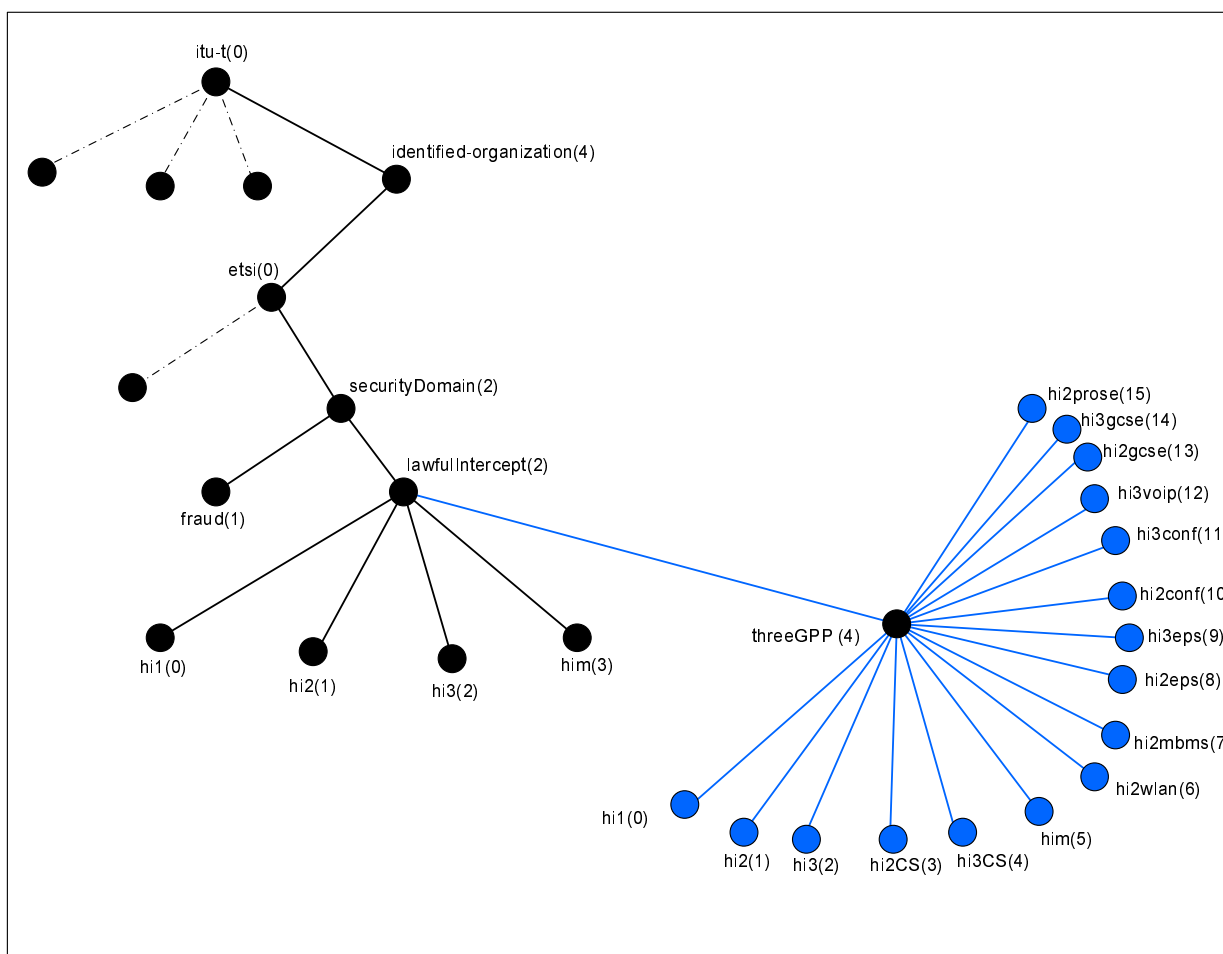 itu-t(0)
identified-organization(4)
etsi(0)
securityDomain(2)
lawfulIntercept(2)
fraud(1)
hi1(0)
hi2(1)
hi3(2)
him(3)
threeGPP (4)
hi2prose(15)
hi3gcse(14)
hi2gcse(13)
hi3voip(12)
hi3conf(11
hi2conf(10
hi3eps(9)
hi2eps(8)
hi2mbms(7
hi2wlan(6)
him(5)
hi3CS(4)
hi2CS(3)
hi3(2)
hi2(1)
hi1(0)